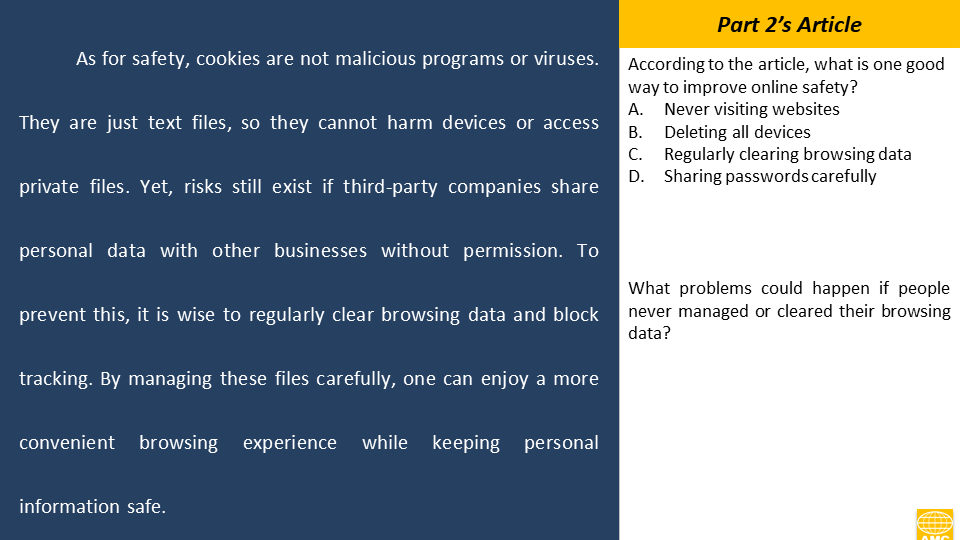 As for safety, cookies are not malicious programs or viruses.
They are just text files, so they cannot harm devices or access
private files. Yet, risks still exist if third-party companies share
personal data with other businesses without permission. To
prevent this, it is wise to regularly clear browsing data and block
tracking. By managing these files carefully, one can enjoy a more
convenient browsing experience while keeping personal
information safe.
Part 2’s Article
According to the article, what is one good
way to improve online safety?
A. Never visiting websites
B. Deleting all devices
C. Regularly clearing browsing data
D. Sharing passwords carefully
What problems could happen if people
never managed or cleared their browsing
data?